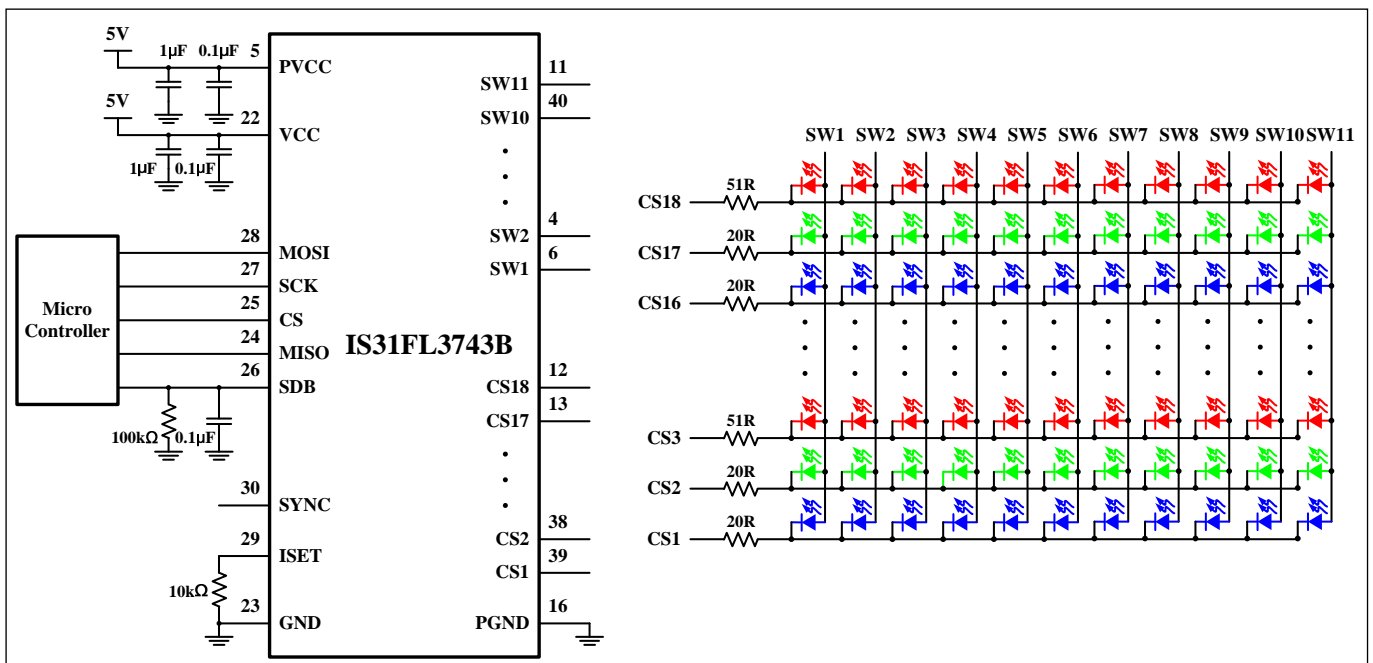 5V
1μF 0.1μF 5
PVCC
11
SW11
40
SW10
5V
22
VCC
1μF 0.1μF
4
SW2
6
SW1
28
MOSI
27
SCK
25
CS
24
MISO
26
SDB
Micro
Controller
IS31FL3743B
12
CS18
13
CS17
100kΩ 0.1μF
30
SYNC
29
ISET
10kΩ
23
GND
38
CS2
39
CS1
16
PGND
SW1 SW2 SW3 SW4 SW5 SW6 SW7 SW8 SW9 SW10 SW11
51R
CS18
20R
CS17
20R
CS16
51R
CS3
20R
CS2
20R
CS1